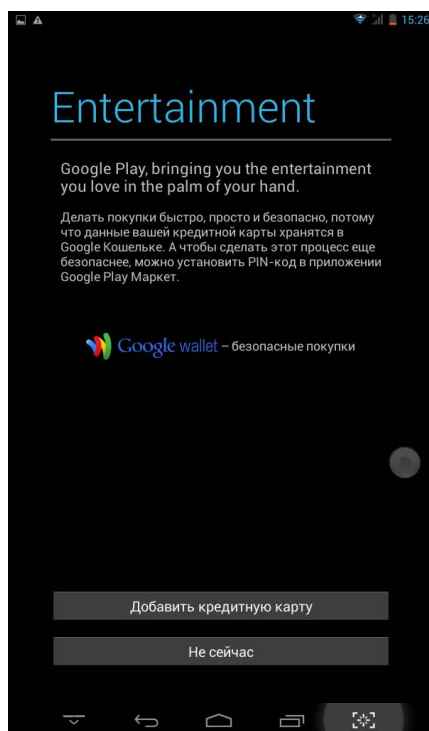 15:26
Entertainment
Google Play, bringing you the entertainment
you love in the palm of your hand.
Делать покупки быстро, просто и безопасно, потому
что данные вашей кредитной карты хранятся в
Google Кошельке. А чтобы сделать этот процесс еще
безопаснее, можно установить PIN-код в приложении
Google Play Маркет.
Google wallet – безопасные покупки
Добавить кредитную карту
Не сейчас